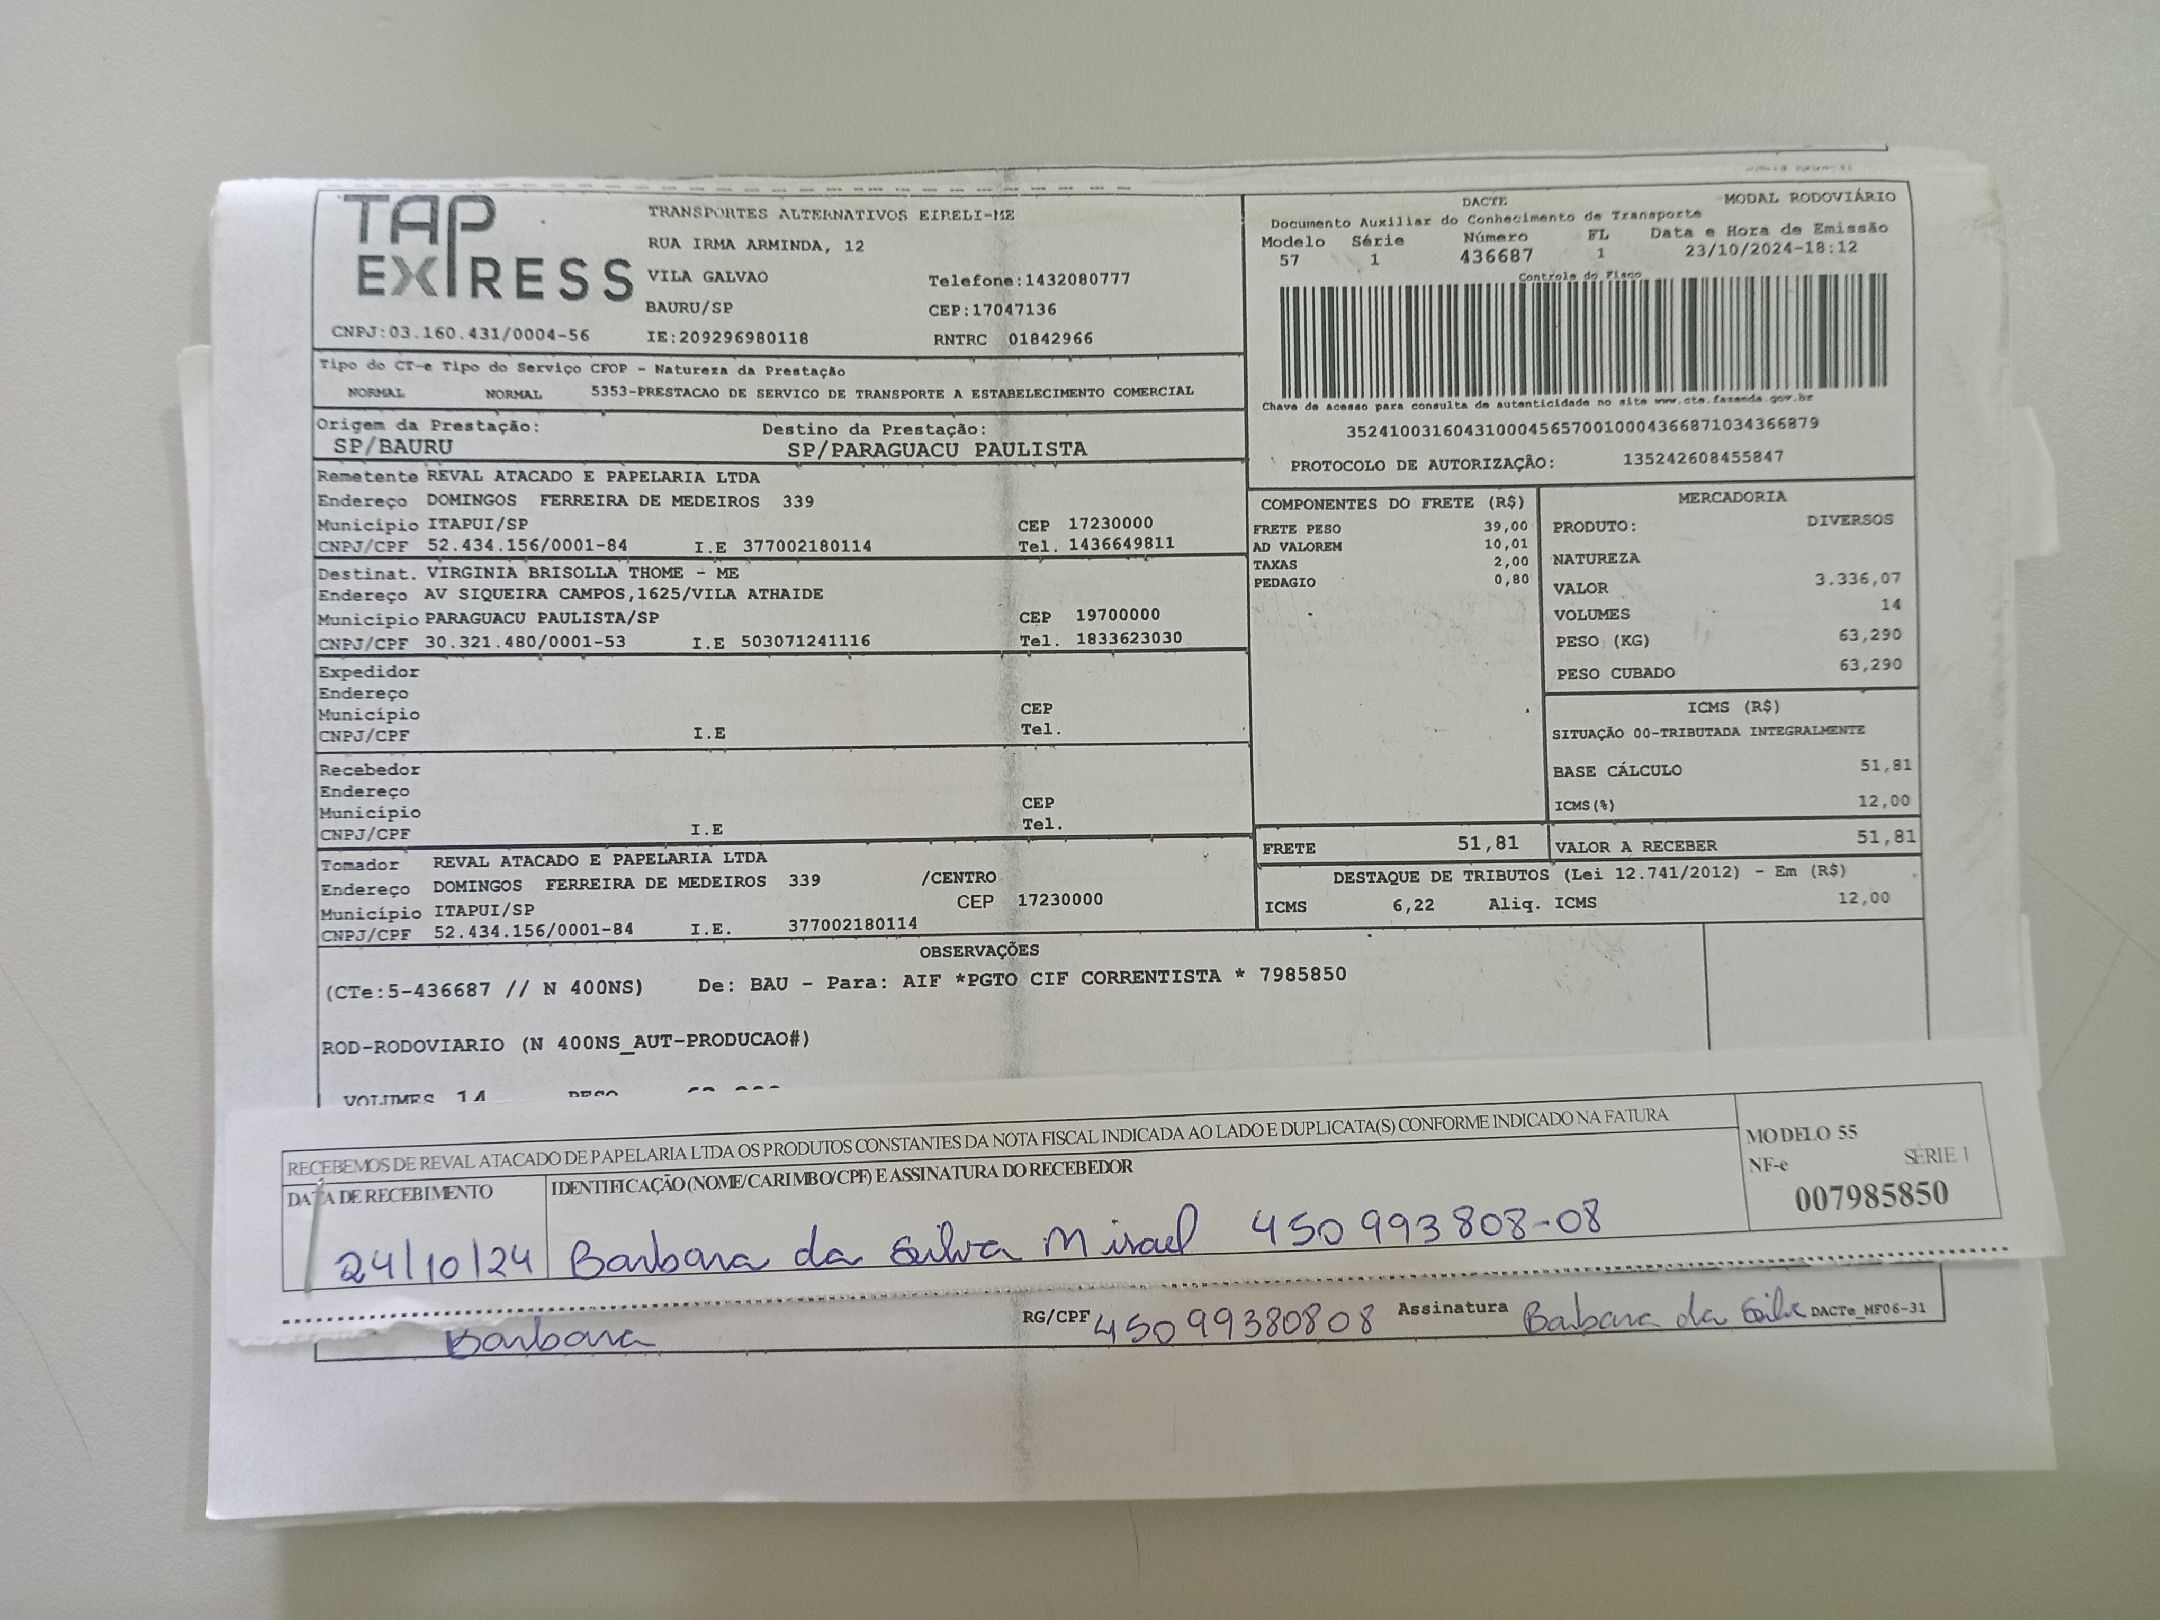 TAP EXPRESS
TRANSPORTES ALTERNATIVOS EIRELI-ME
RUA IRMA ARMINDA, 12
VILA GALVAO Telefone:1432080777
BAURU/SP CEP:17047136
CNPJ:03.160.431/0004-56 IE:209296980118 RNTRC 01842966
DACTE MODAL RODOVIÁRIO
Documento Auxiliar do Conhecimento de Transporte
Modelo Série Número FL Data e Hora de Emissão
57 1 436687 1 23/10/2024-18:12
Controle do Fisco
Chave de acesso para consulta de autenticidade no site www.cte.fazenda.gov.br
35241003160431000456570010004366871034366879
PROTOCOLO DE AUTORIZAÇÃO: 135242608455847
Tipo do CT-e Tipo do Serviço CFOP - Natureza da Prestação
NORMAL NORMAL 5353-PRESTACAO DE SERVICO DE TRANSPORTE A ESTABELECIMENTO COMERCIAL
Origem da Prestação: Destino da Prestação:
SP/BAURU SP/PARAGUACU PAULISTA
Remetente REVAL ATACADO E PAPELARIA LTDA
Endereço DOMINGOS FERREIRA DE MEDEIROS 339
Município ITAPUI/SP CEP 17230000
CNPJ/CPF 52.434.156/0001-84 I.E 377002180114 Tel. 1436649811
Destinat. VIRGINIA BRISOLLA THOME - ME
Endereço AV SIQUEIRA CAMPOS,1625/VILA ATHAIDE
Município PARAGUACU PAULISTA/SP CEP 19700000
CNPJ/CPF 30.321.480/0001-53 I.E 503071241116 Tel. 1833623030
Expedidor
Endereço
Município CEP
CNPJ/CPF I.E Tel.
Recebedor
Endereço
Município CEP
CNPJ/CPF I.E Tel.
Tomador REVAL ATACADO E PAPELARIA LTDA
Endereço DOMINGOS FERREIRA DE MEDEIROS 339 /CENTRO
Município ITAPUI/SP CEP 17230000
CNPJ/CPF 52.434.156/0001-84 I.E. 377002180114
COMPONENTES DO FRETE (R$)
FRETE PESO 39,00
AD VALOREM 10,01
TAXAS 2,00
PEDAGIO 0,80
MERCADORIA
PRODUTO: DIVERSOS
NATUREZA
VALOR 3.336,07
VOLUMES 14
PESO (KG) 63,290
PESO CUBADO 63,290
ICMS (R$)
SITUAÇÃO 00-TRIBUTADA INTEGRALMENTE
BASE CÁLCULO 51,81
ICMS(%) 12,00
FRETE 51,81 VALOR A RECEBER 51,81
DESTAQUE DE TRIBUTOS (Lei 12.741/2012) - Em (R$)
ICMS 6,22 Aliq. ICMS 12,00
OBSERVAÇÕES
(CTe:5-436687 // N 400NS) De: BAU - Para: AIF *PGTO CIF CORRENTISTA * 7985850
ROD-RODOVIARIO (N 400NS_AUT-PRODUCAO#)
VOLUMES 14 PESO
RECEBEMOS DE REVAL ATACADO DE PAPELARIA LTDA OS PRODUTOS CONSTANTES DA NOTA FISCAL INDICADA AO LADO E DUPLICATA(S) CONFORME INDICADO NA FATURA
DATA DE RECEBIMENTO IDENTIFICAÇÃO (NOME/CARIMBO/CPF) E ASSINATURA DO RECEBEDOR
24/10/24 Barbara da Silva Misael 450993808-08
MODELO 55
NF-e SÉRIE 1
007985850
Barbara RG/CPF 45099380808 Assinatura Barbara da Silva DACTe_MF06-31